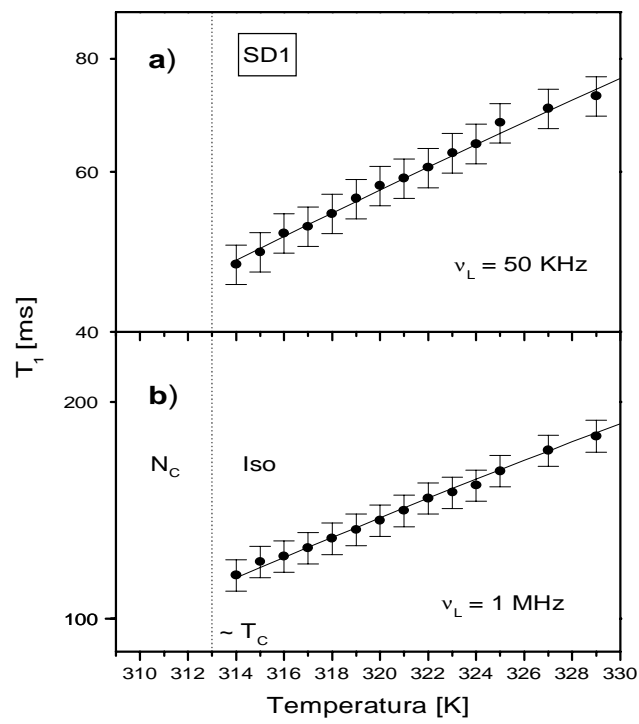 a)
SD1
80
60
40
ν_L = 50 KHz
T_1 [ms]
b)
200
100
N_C
Iso
ν_L = 1 MHz
~ T_C
310 312 314 316 318 320 322 324 326 328 330
Temperatura [K]